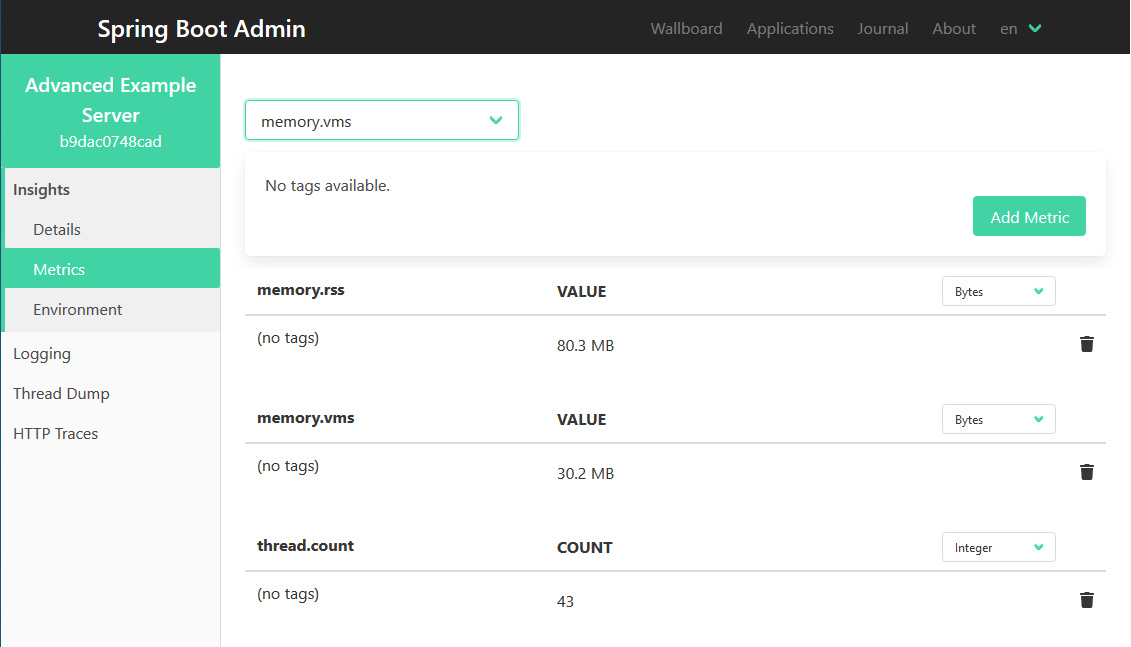 Spring Boot Admin
Wallboard Applications Journal About en
Advanced Example
Server
b9dac0748cad
Insights
Details
Metrics
Environment
Logging
Thread Dump
HTTP Traces
memory.vms
No tags available.
Add Metric
memory.rss VALUE Bytes
(no tags) 80.3 MB
memory.vms VALUE Bytes
(no tags) 30.2 MB
thread.count COUNT Integer
(no tags) 43